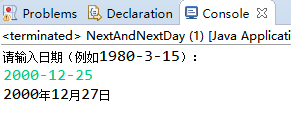 Problems Declaration Console
<terminated> NextAndNextDay (1) [Java Applicati
请输入日期（例如1980-3-15）：
2000-12-25
2000年12月27日